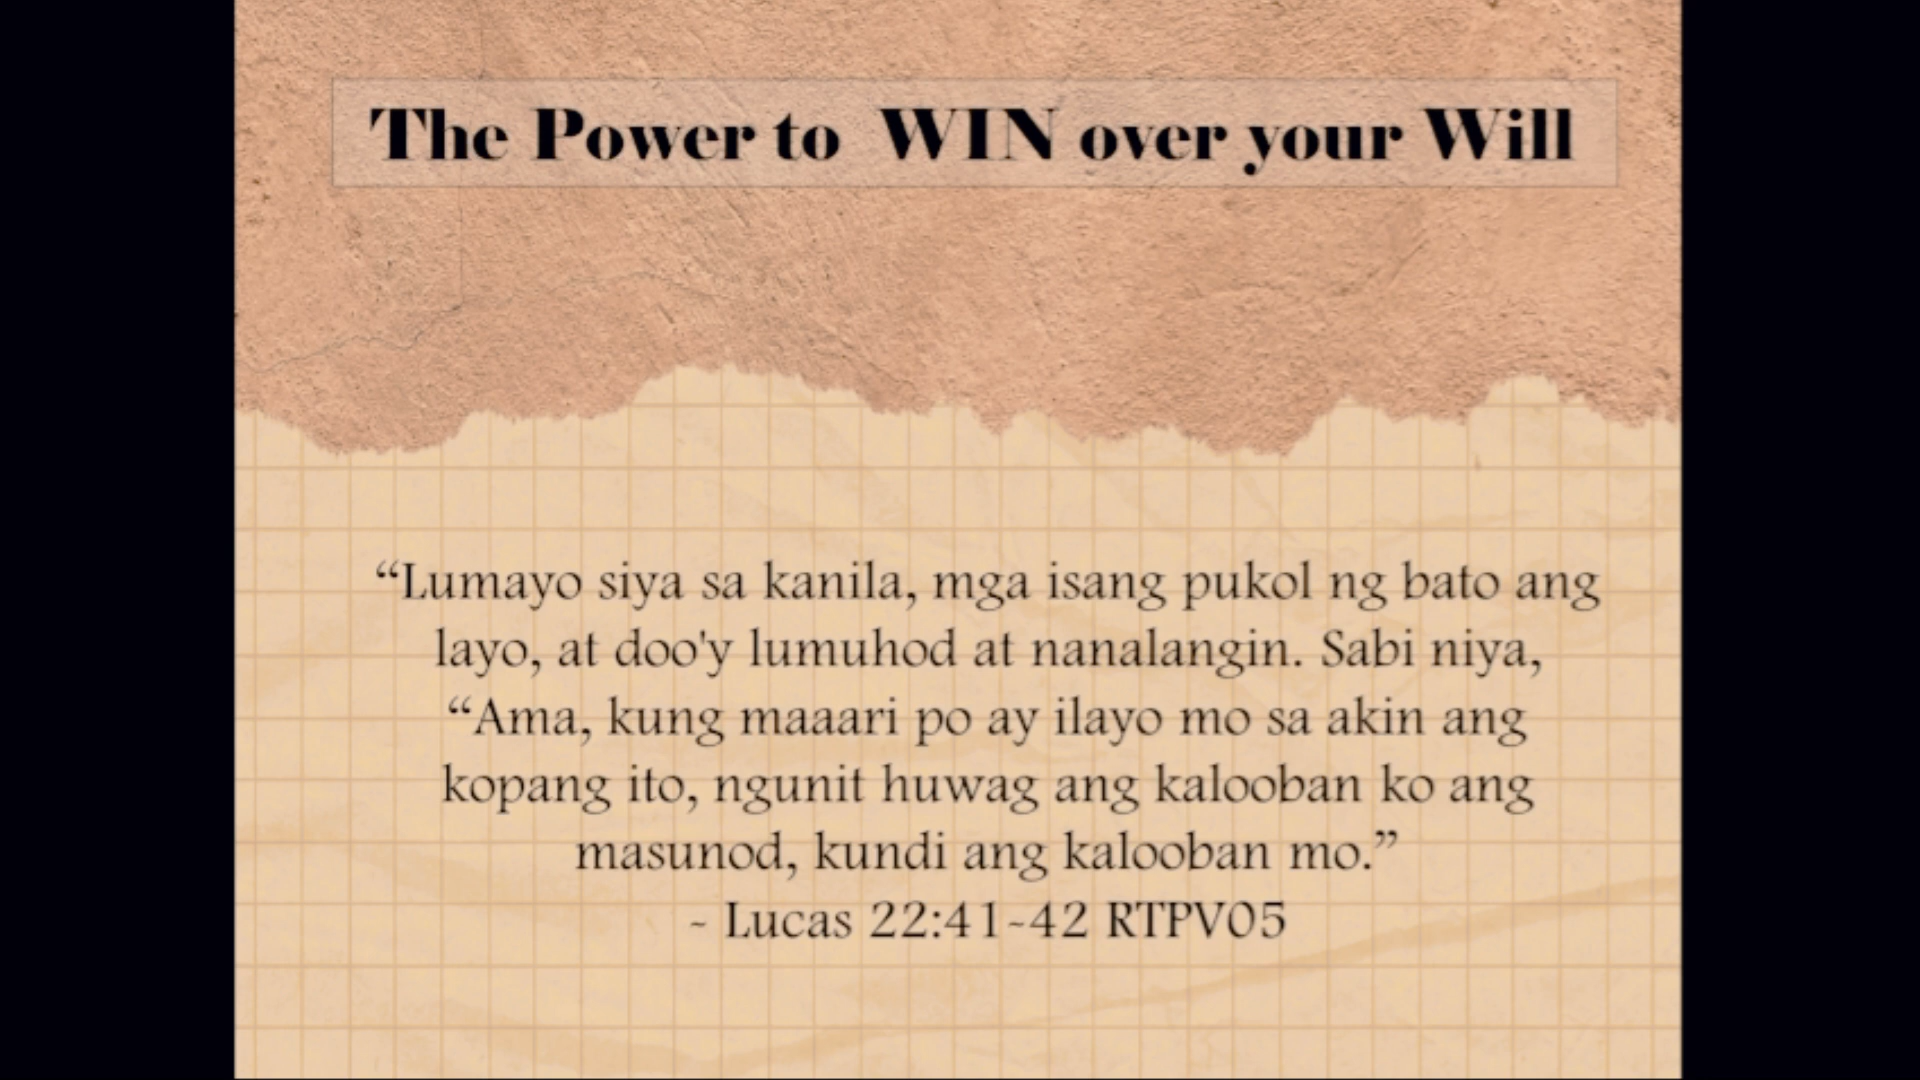 The Power to WIN over your Will
“Lumayo siya sa kanila, mga isang pukol ng bato ang
layo, at doo'y lumuhod at nanalangin. Sabi niya,
“Ama, kung maaari po ay ilayo mo sa akin ang
kopang ito, ngunit huwag ang kalooban ko ang
masunod, kundi ang kalooban mo.”
- Lucas 22:41-42 RTPV05